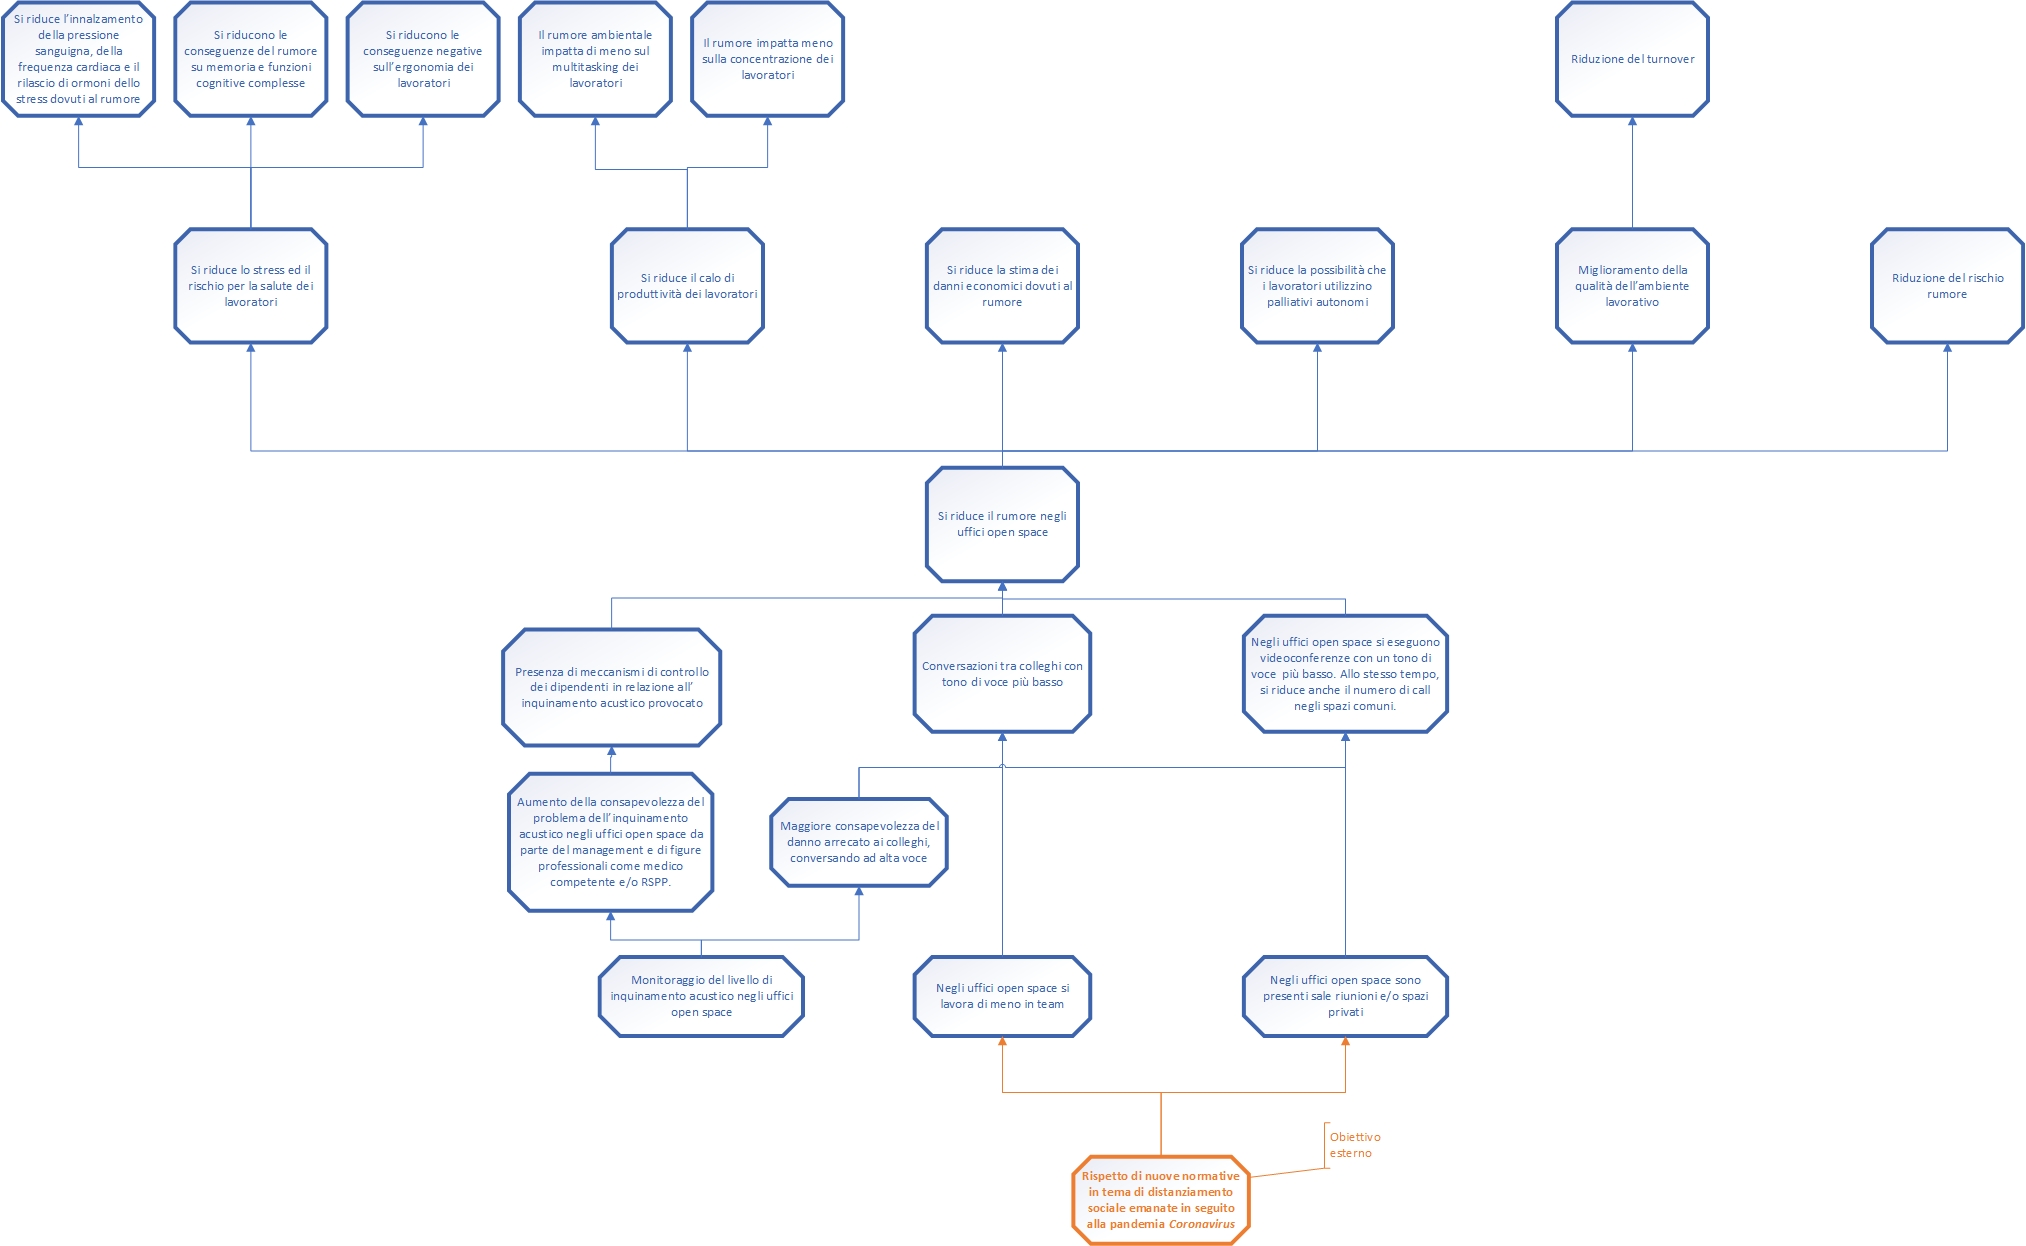 Si riduce l'innalzamento
della pressione
sanguigna, della
frequenza cardiaca e il
rilascio di ormoni dello
stress dovuti al rumore
Si riducono le
conseguenze del rumore
su memoria e funzioni
cognitive complesse
Si riducono le
conseguenze negative
sull'ergonomia dei
lavoratori
Il rumore ambientale
impatta di meno sul
multitasking dei
lavoratori
Il rumore impatta meno
sulla concentrazione dei
lavoratori
Riduzione del turnover
Si riduce lo stress ed il
rischio per la salute dei
lavoratori
Si riduce il calo di
produttività dei lavoratori
Si riduce la stima dei
danni economici dovuti al
rumore
Si riduce la possibilità che
i lavoratori utilizzino
palliativi autonomi
Miglioramento della
qualità dell'ambiente
lavorativo
Riduzione del rischio
rumore
Si riduce il rumore negli
uffici open space
Presenza di meccanismi di controllo
dei dipendenti in relazione all'
inquinamento acustico provocato
Conversazioni tra colleghi con
tono di voce più basso
Negli uffici open space si eseguono
videoconferenze con un tono di
voce più basso. Allo stesso tempo,
si riduce anche il numero di call
negli spazi comuni.
Aumento della consapevolezza del
problema dell'inquinamento
acustico negli uffici open space da
parte del management e di figure
professionali come medico
competente e/o RSPP.
Maggiore consapevolezza del
danno arrecato ai colleghi,
conversando ad alta voce
Monitoraggio del livello di
inquinamento acustico negli uffici
open space
Negli uffici open space si
lavora di meno in team
Negli uffici open space sono
presenti sale riunioni e/o spazi
privati
Obiettivo
esterno
Rispetto di nuove normative
in tema di distanziamento
sociale emanate in seguito
alla pandemia Coronavirus